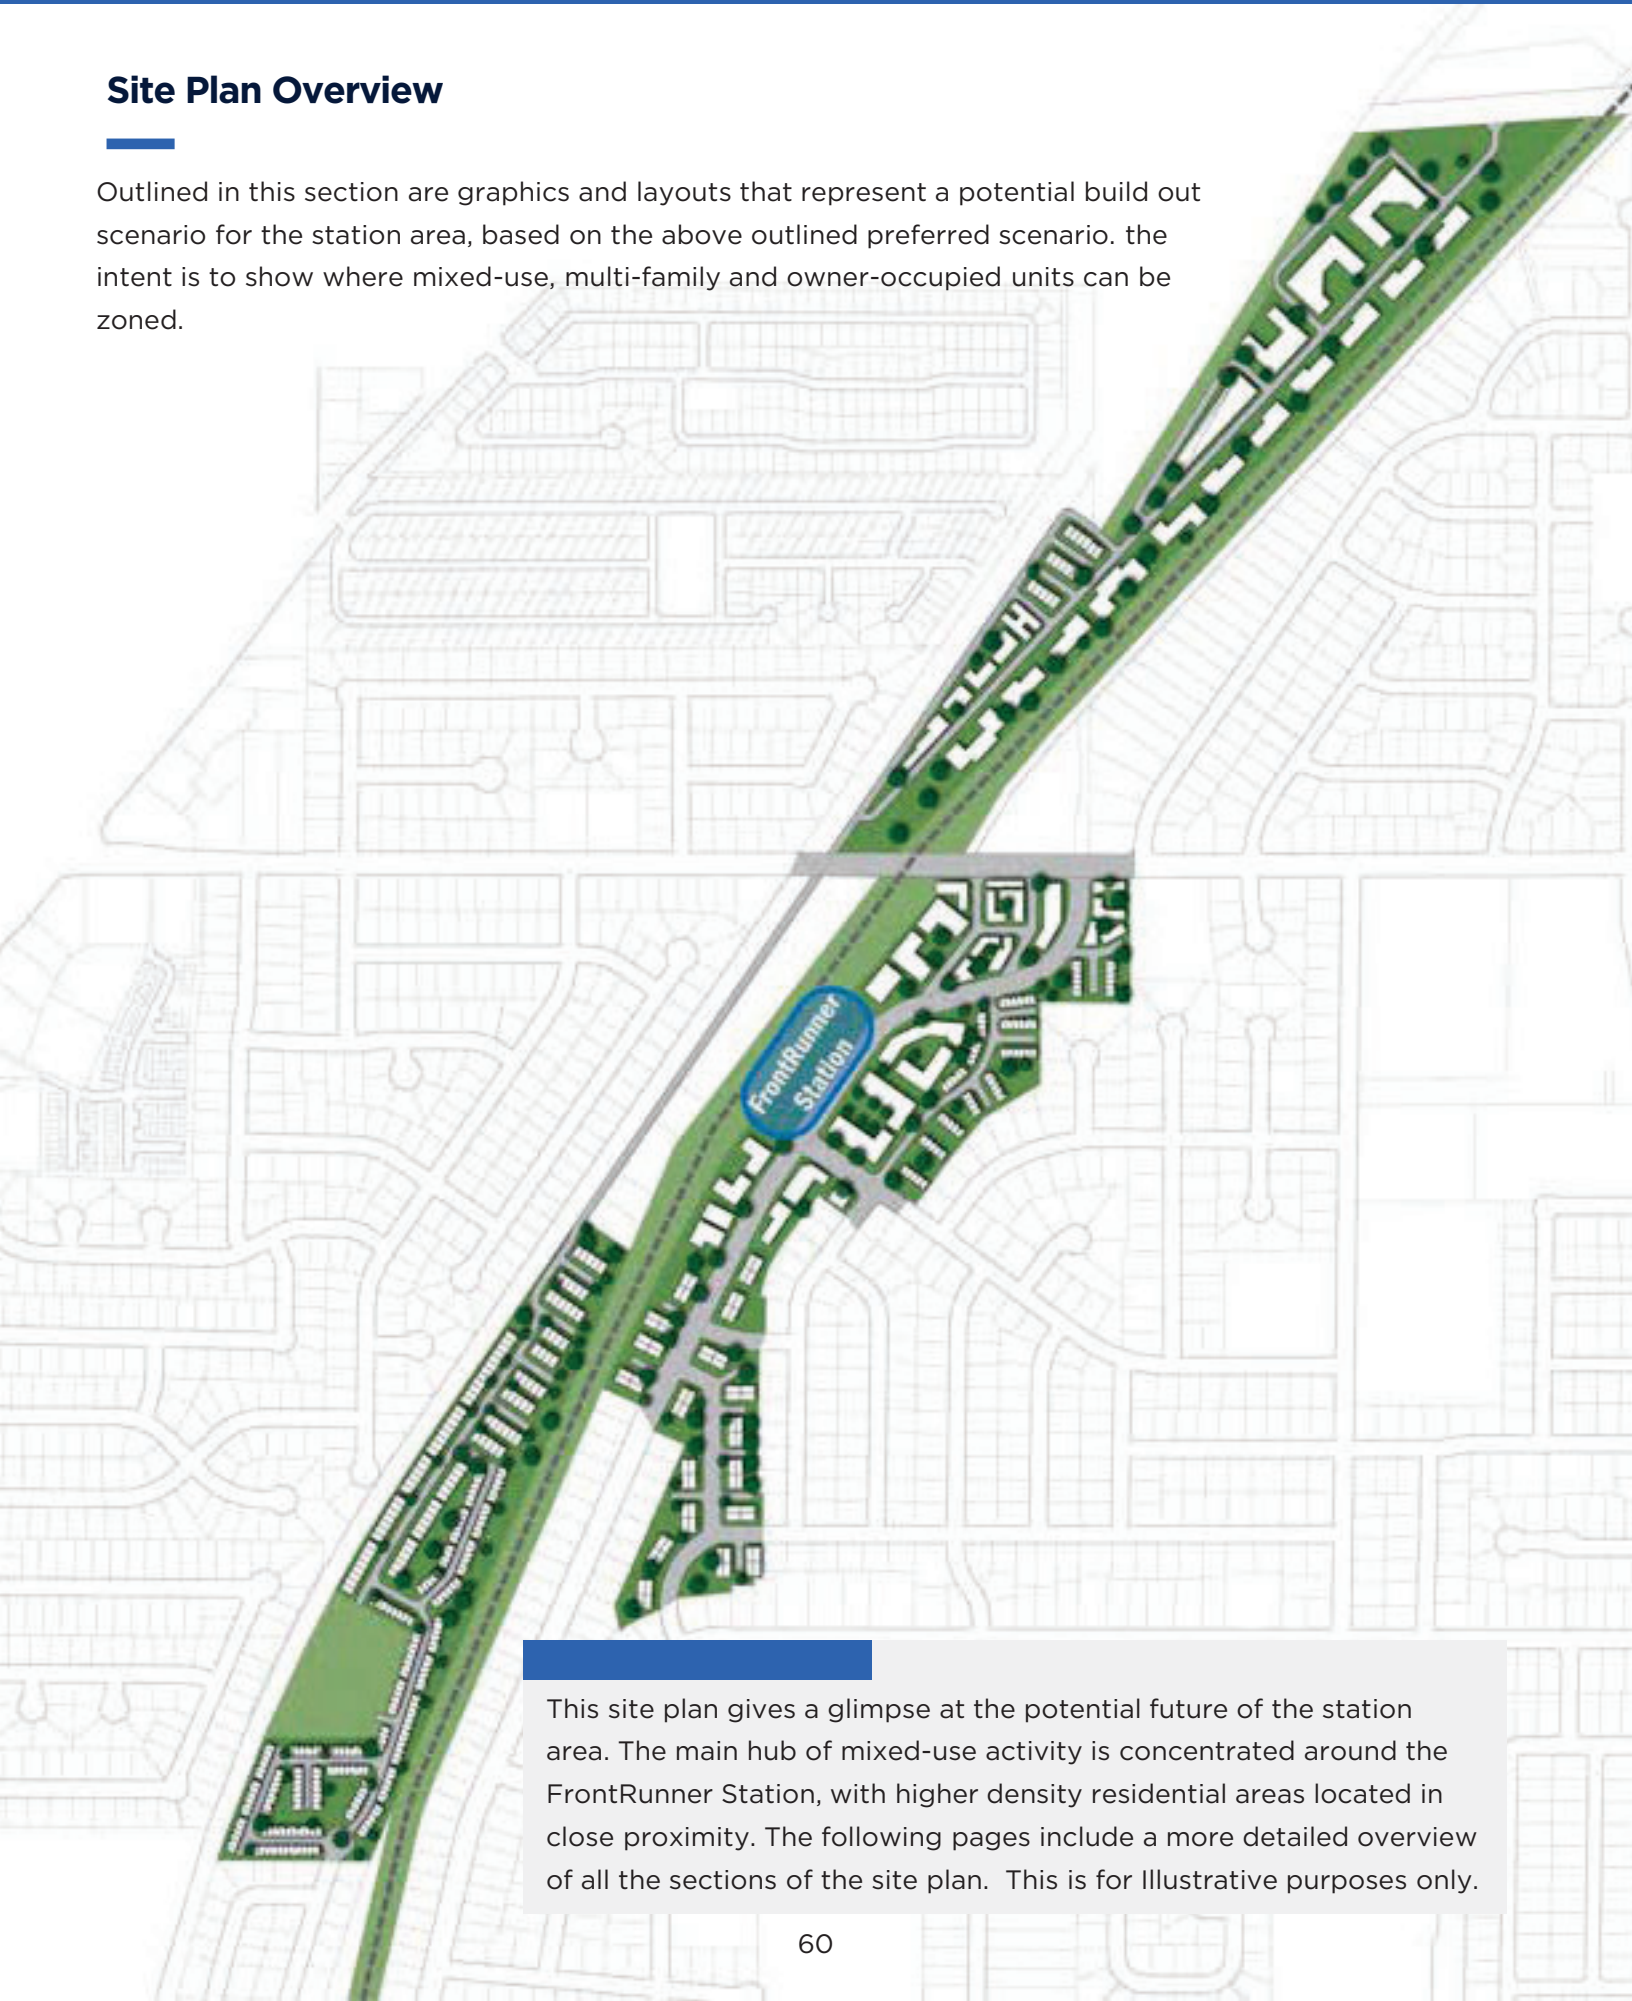 Site Plan Overview
Outlined in this section are graphics and layouts that represent a potential build out
scenario for the station area, based on the above outlined preferred scenario. the
intent is to show where mixed-use, multi-family and owner-occupied units can be
zoned.
FrontRunner
Station
This site plan gives a glimpse at the potential future of the station
area. The main hub of mixed-use activity is concentrated around the
FrontRunner Station, with higher density residential areas located in
close proximity. The following pages include a more detailed overview
of all the sections of the site plan.  This is for Illustrative purposes only.
60